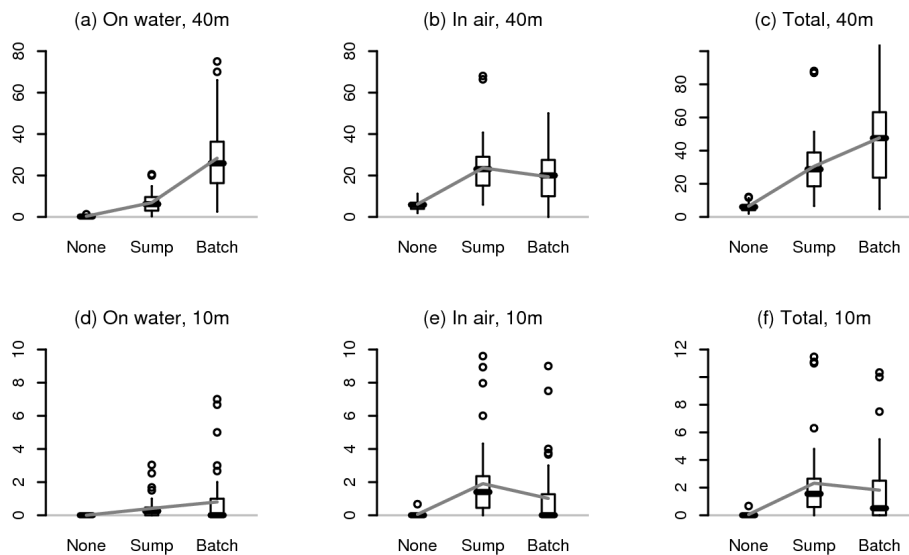 (a) On water, 40m
(b) In air, 40m
(c) Total, 40m
80
60
40
20
0
None Sump Batch
80
60
40
20
0
None Sump Batch
80
60
40
20
0
None Sump Batch
(d) On water, 10m
(e) In air, 10m
(f) Total, 10m
10
8
6
4
2
0
None Sump Batch
10
8
6
4
2
0
None Sump Batch
12
8
6
4
2
0
None Sump Batch